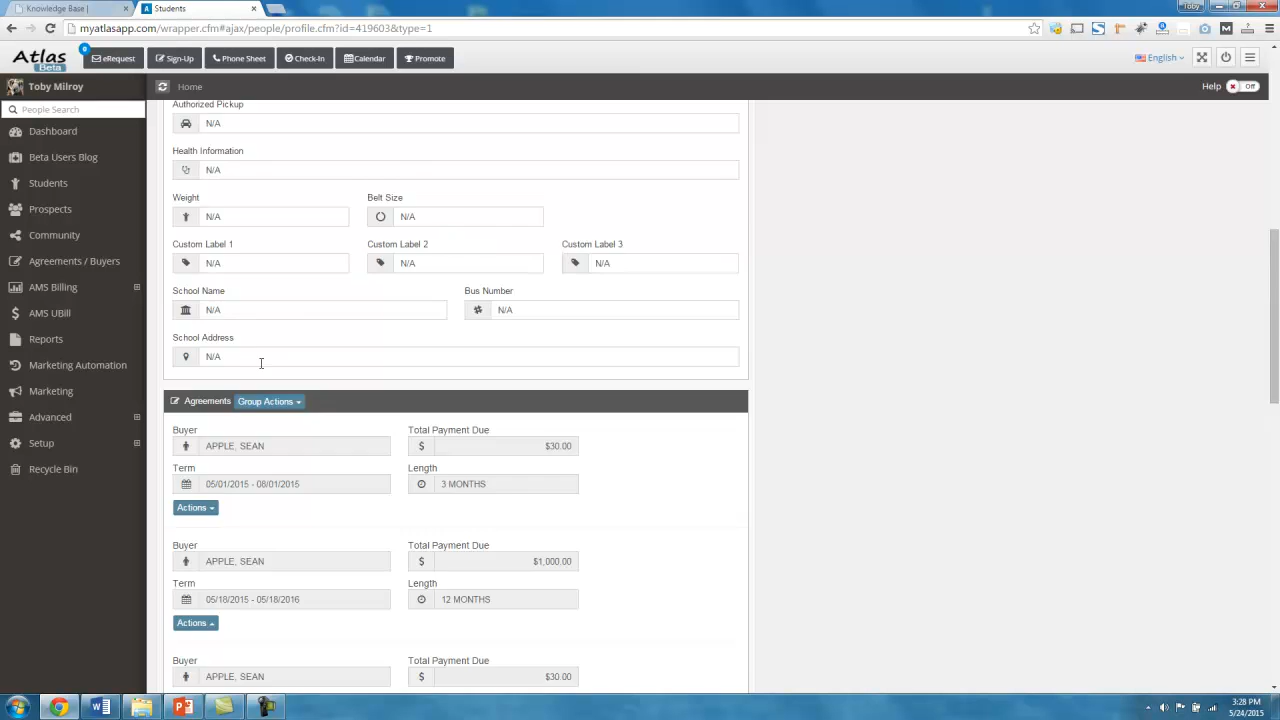 Knowledge Base |
Students
Toby
myatlasapp.com/wrapper.cfm#ajax/people/profile.cfm?id=419603&type=1
Atlas
Beta
0
eRequest
Sign-Up
Phone Sheet
Check-In
Calendar
Promote
English
Toby Milroy
Home
Help
Off
People Search
Dashboard
Beta Users Blog
Students
Prospects
Community
Agreements / Buyers
AMS Billing
AMS UBill
Reports
Marketing Automation
Marketing
Advanced
Setup
Recycle Bin
Authorized Pickup
N/A
Health Information
N/A
Weight
Belt Size
N/A
N/A
Custom Label 1
Custom Label 2
Custom Label 3
N/A
N/A
N/A
School Name
Bus Number
N/A
N/A
School Address
N/A
Agreements
Group Actions
Buyer
Total Payment Due
APPLE, SEAN
$ $30.00
Term
Length
05/01/2015 - 08/01/2015
3 MONTHS
Actions
Buyer
Total Payment Due
APPLE, SEAN
$ $1,000.00
Term
Length
05/18/2015 - 05/18/2016
12 MONTHS
Actions
Buyer
Total Payment Due
APPLE, SEAN
$ $30.00
3:28 PM
5/24/2015